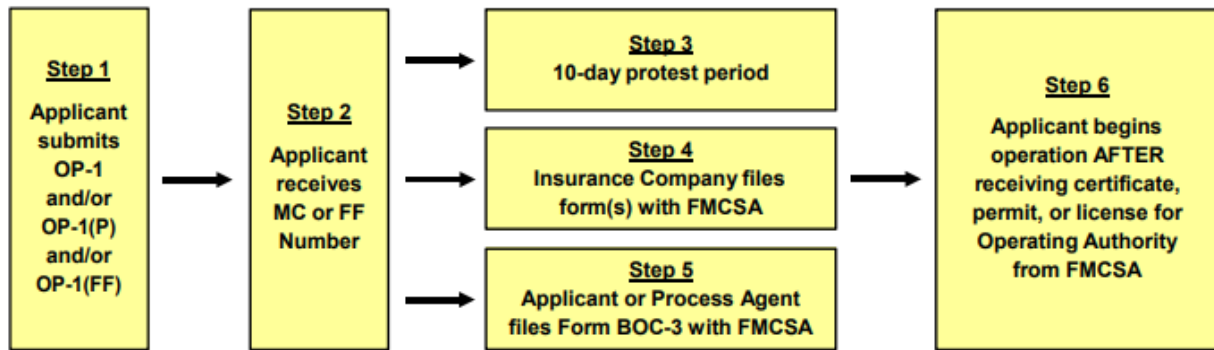 Step 1
Applicant
submits
OP-1
and/or
OP-1(P)
and/or
OP-1(FF)
Step 2
Applicant
receives
MC or FF
Number
Step 3
10-day protest period
Step 4
Insurance Company files
form(s) with FMCSA
Step 5
Applicant or Process Agent
files Form BOC-3 with FMCSA
Step 6
Applicant begins
operation AFTER
receiving certificate,
permit, or license for
Operating Authority
from FMCSA